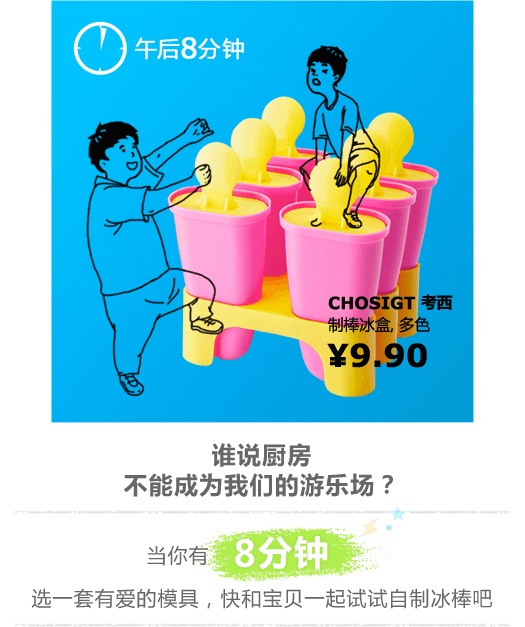 午后8分钟
CHOSIGT 考西
制棒冰盒, 多色
¥9.90
谁说厨房
不能成为我们的游乐场？
当你有 8分钟
选一套有爱的模具，快和宝贝一起试试自制冰棒吧